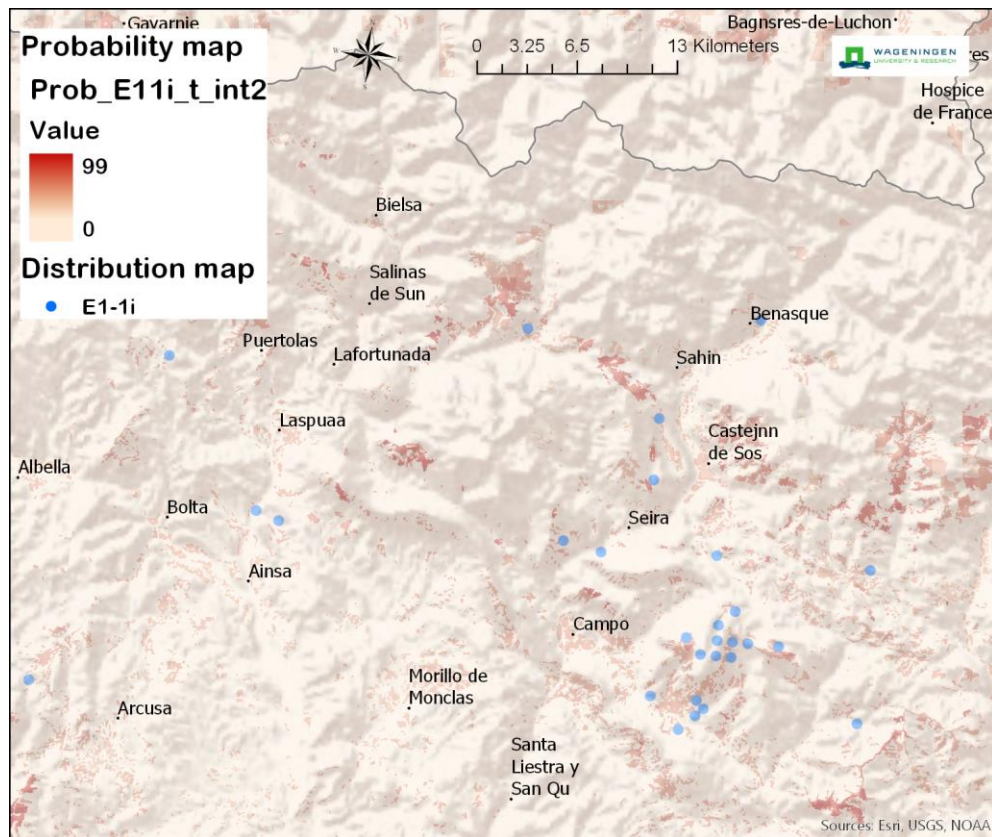 Gavarnie
Bagnsres-de-Luchon
Probability map
Prob_E11i_t_int2
Value
99
0
Distribution map
E1-1i
W
E
S
0 3.25 6.5 13 Kilometers
WAGENINGEN
UNIVERSITY & RESEARCH
res
Hospice
de France
Bielsa
Salinas
de Sun
Benasque
Puertolas
Lafortunada
Sahin
Laspuaa
Castejnn
de Sos
Albella
Bolta
Seira
Ainsa
Campo
Morillo de
Monclas
Arcusa
Santa
Liestra y
San Qu
Sources: Esri, USGS, NOAA